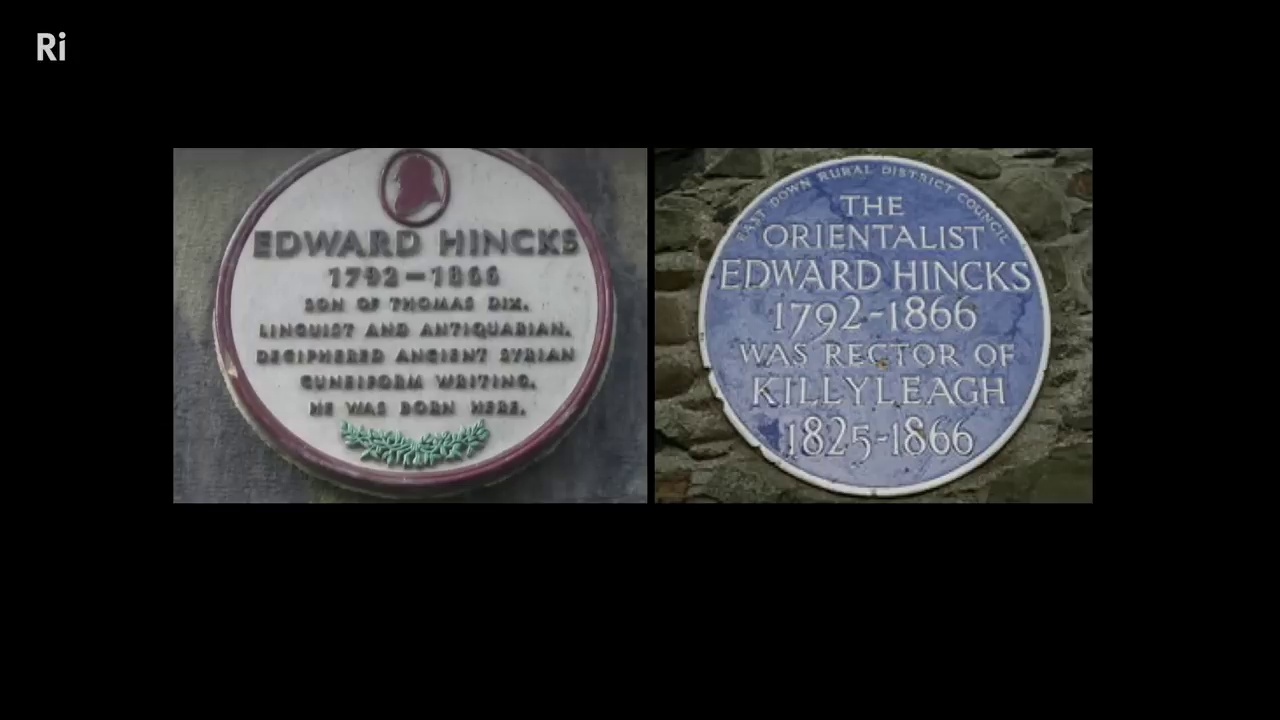 Ri
EDWARD HINCKS
1792-1866
SON OF THOMAS DIX.
LINGUIST AND ANTIQUARIAN.
DECIPHERED ANCIENT SYRIAN
CUNEIFORM WRITING.
HE WAS BORN HERE.
EAST DOWN RURAL DISTRICT COUNCIL
THE
ORIENTALIST
EDWARD HINCKS
1792-1866
WAS RECTOR OF
KILLYLEAGH
1825-1866